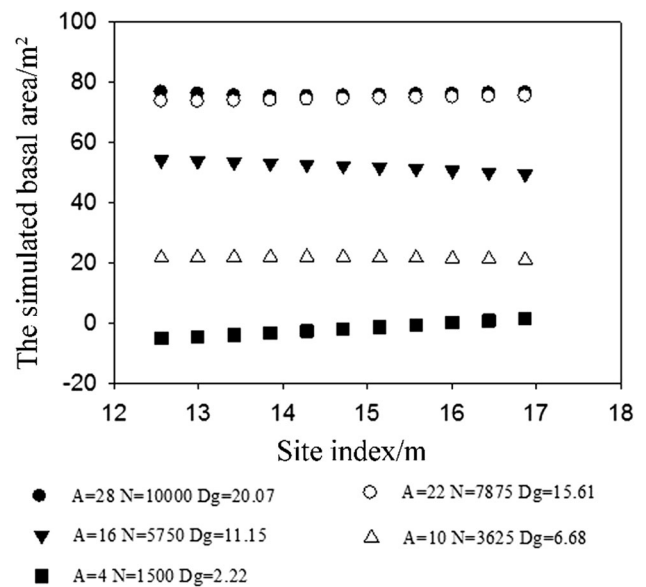 100
80
60
40
20
0
-20
The simulated basal area/m²
12 13 14 15 16 17 18
Site index/m
A=28 N=10000 Dg=20.07
A=22 N=7875 Dg=15.61
A=16 N=5750 Dg=11.15
A=10 N=3625 Dg=6.68
A=4 N=1500 Dg=2.22